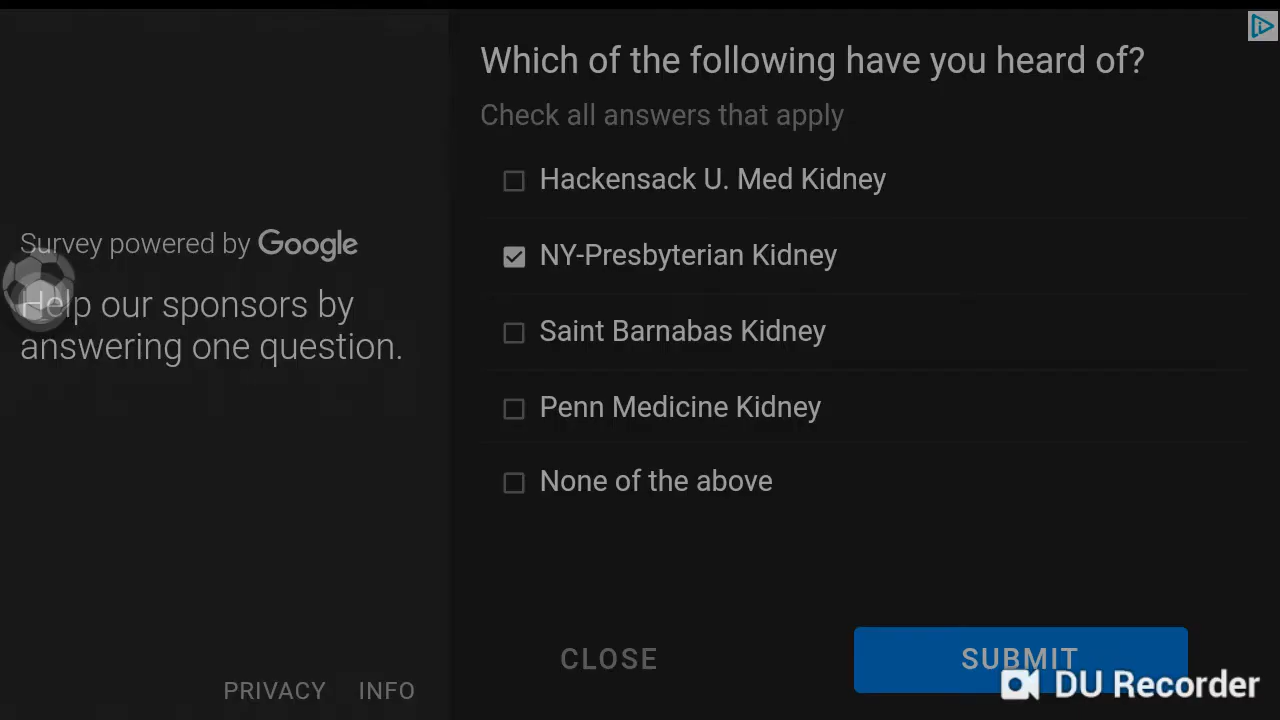 Survey powered by Google
Help our sponsors by
answering one question.
PRIVACY INFO
Which of the following have you heard of?
Check all answers that apply
Hackensack U. Med Kidney
NY-Presbyterian Kidney
Saint Barnabas Kidney
Penn Medicine Kidney
None of the above
CLOSE
SUBMIT
DU Recorder